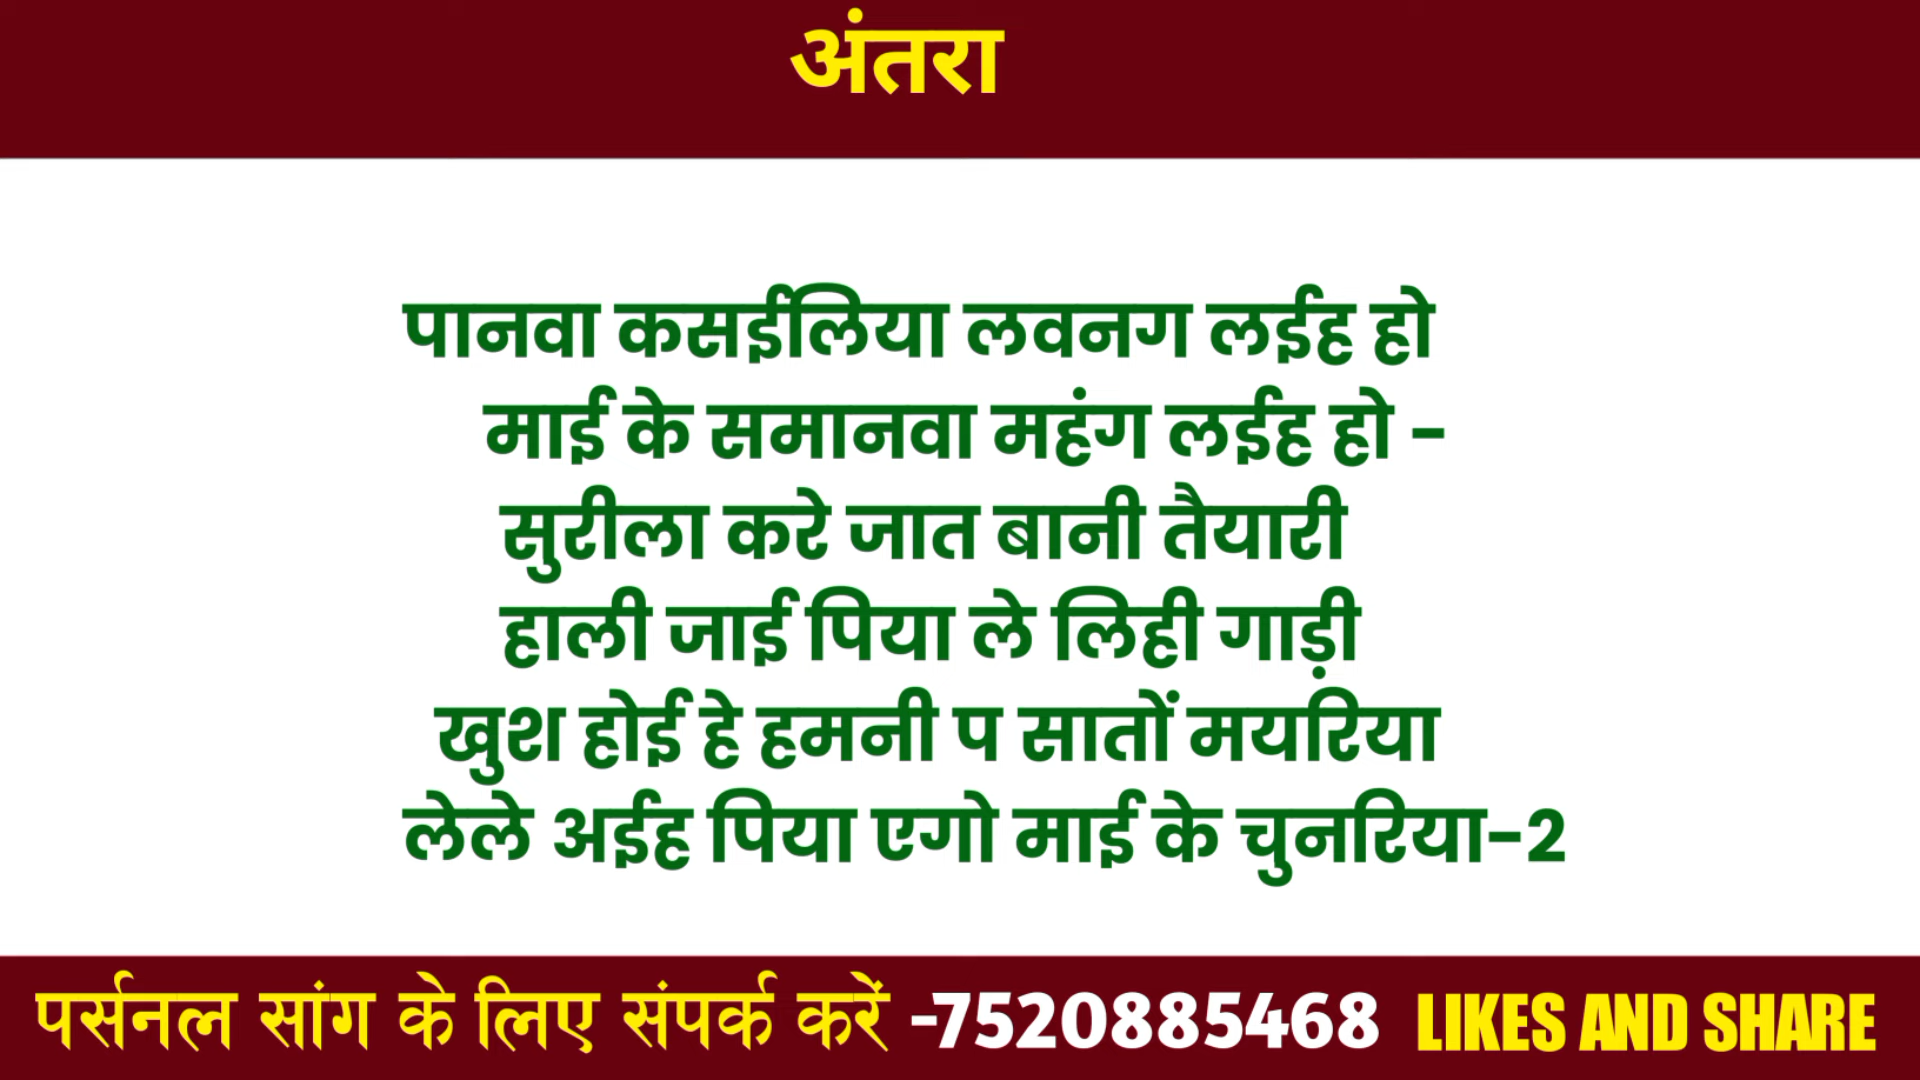 अंतरा
पानवा कसईलिया लवनग लईह हो
माई के समानवा महंग लईह हो -
सुरीला करे जात बानी तैयारी
हाली जाई पिया ले लिही गाड़ी
खुश होई हे हमनी प सातों मयरिया
लेले अईह पिया एगो माई के चुनरिया-2
पर्सनल सांग के लिए संपर्क करें -7520885468 LIKES AND SHARE